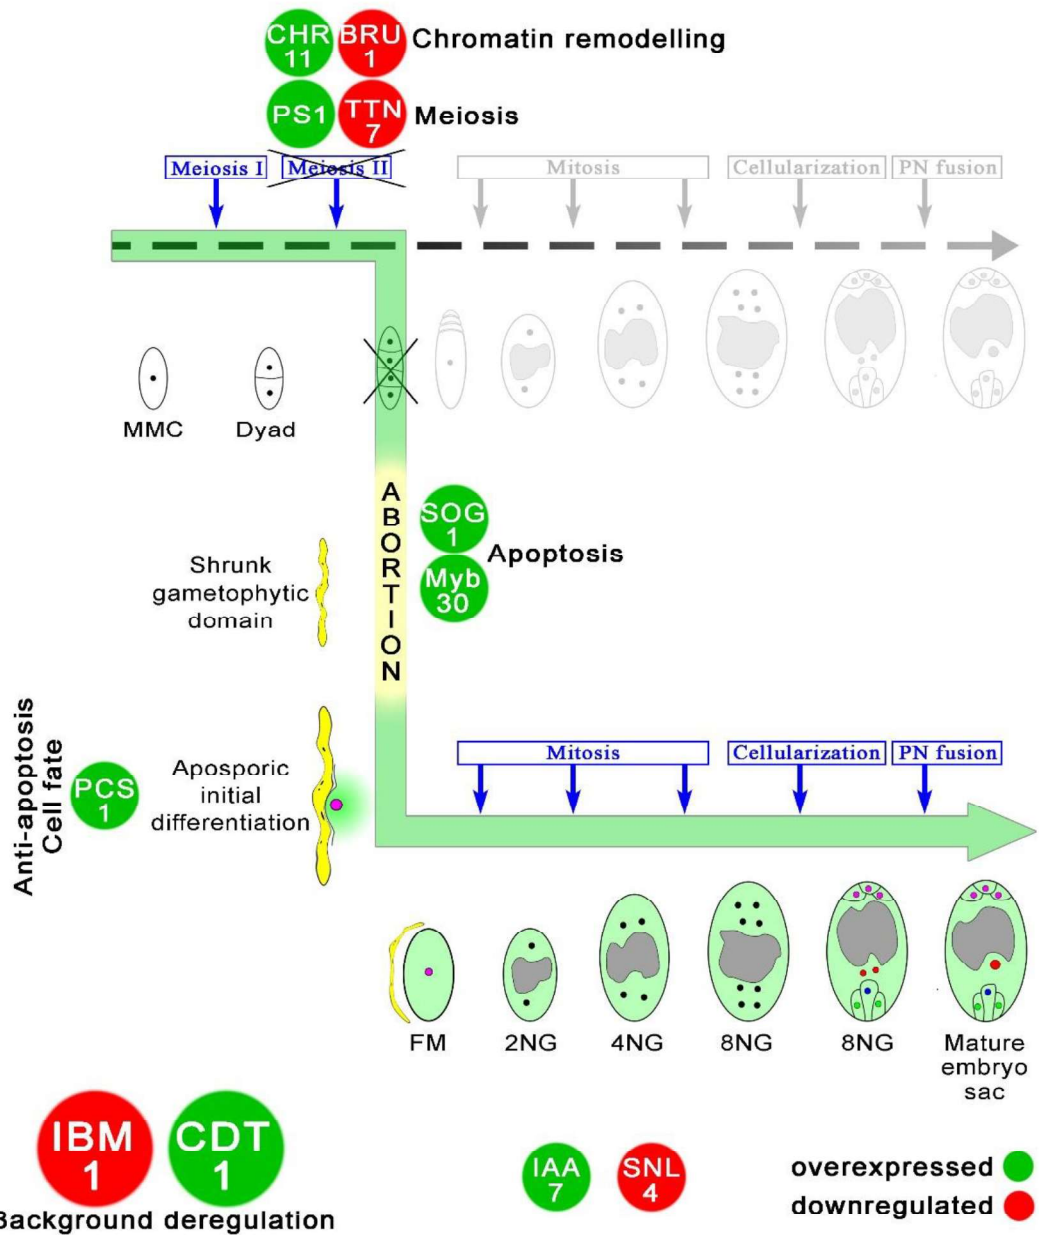 CHR
11
BRU
1
Chromatin remodelling
PS1
TTN
7
Meiosis
Meiosis I
Meiosis II
Mitosis
Cellularization
PN fusion
MMC
Dyad
ABORTION
SOG
1
Myb
30
Apoptosis
Shrunk
gametophytic
domain
Anti-apoptosis
Cell fate
PCS
1
Aposporic
initial
differentiation
Mitosis
Cellularization
PN fusion
FM
2NG
4NG
8NG
8NG
Mature
embryo
sac
IBM
1
CDT
1
Background deregulation
IAA
7
SNL
4
overexpressed
downregulated